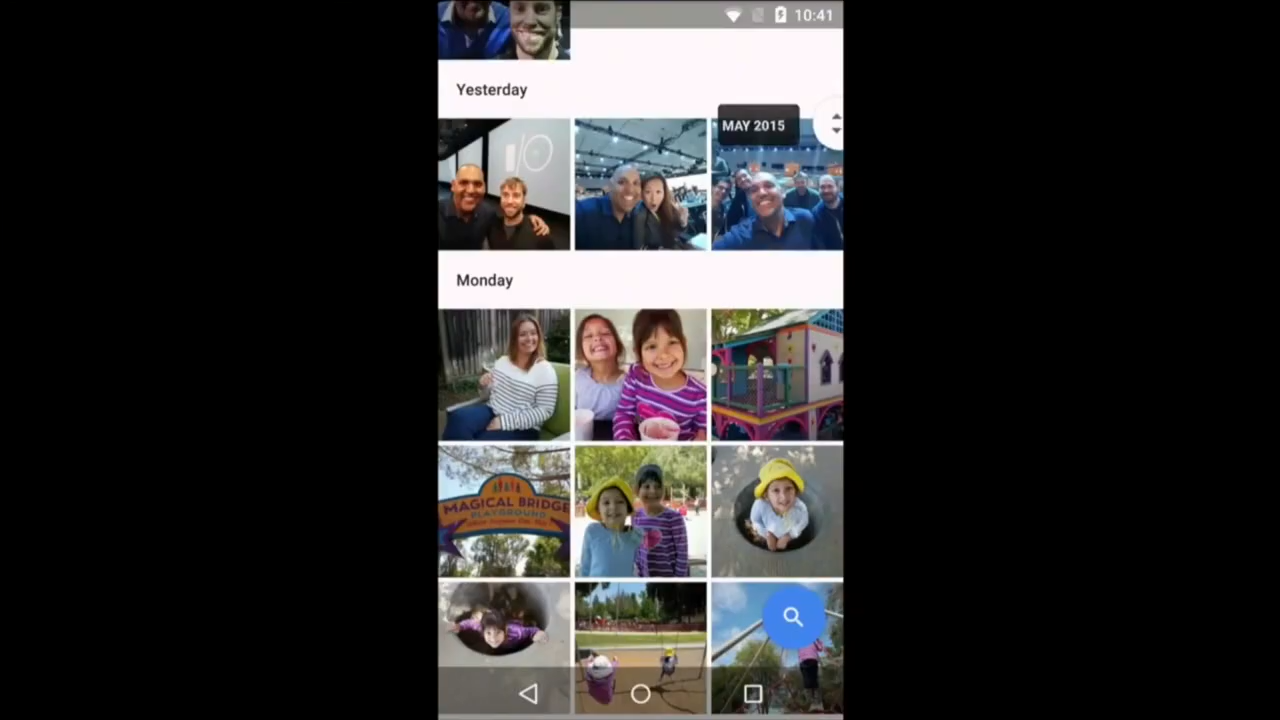 10:41
Yesterday
MAY 2015
I/O
Monday
MAGICAL BRIDGE
PLAYGROUND